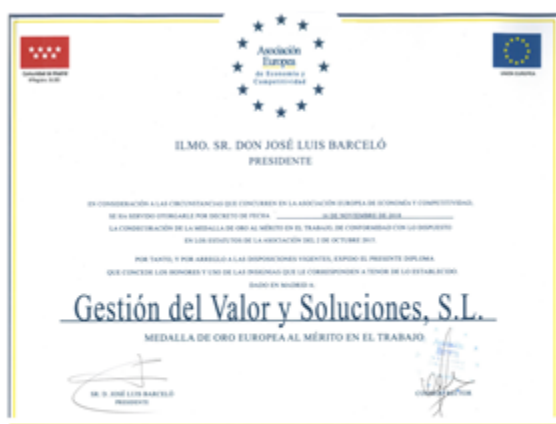 Asociación
Europea
de Economía y
Competitividad
Comunidad de Madrid
UNION EUROPEA
ILMO. SR. DON JOSÉ LUIS BARCELÓ
PRESIDENTE
EN CONSIDERACIÓN A LAS CIRCUNSTANCIAS QUE CONCURREN EN LA ASOCIACIÓN EUROPEA DE ECONOMÍA Y COMPETITIVIDAD,
SE HA SERVIDO OTORGARLE POR DECRETO DE FECHA 16 DE NOVIEMBRE DE 2018
LA CONDECORACIÓN DE LA MEDALLA DE ORO AL MÉRITO EN EL TRABAJO, DE CONFORMIDAD CON LO DISPUESTO
EN LOS ESTATUTOS DE LA ASOCIACIÓN DEL 2 DE OCTUBRE 2017.
POR TANTO, Y POR ARREGLO A LAS DISPOSICIONES VIGENTES, EXPIDO EL PRESENTE DIPLOMA
QUE CONCEDE LOS HONORES Y USO DE LAS INSIGNIAS QUE LE CORRESPONDEN A TENOR DE LO ESTABLECIDO.
DADO EN MADRID A:
Gestión del Valor y Soluciones, S.L.
MEDALLA DE ORO EUROPEA AL MÉRITO EN EL TRABAJO
SR. D. JOSÉ LUIS BARCELÓ
PRESIDENTE